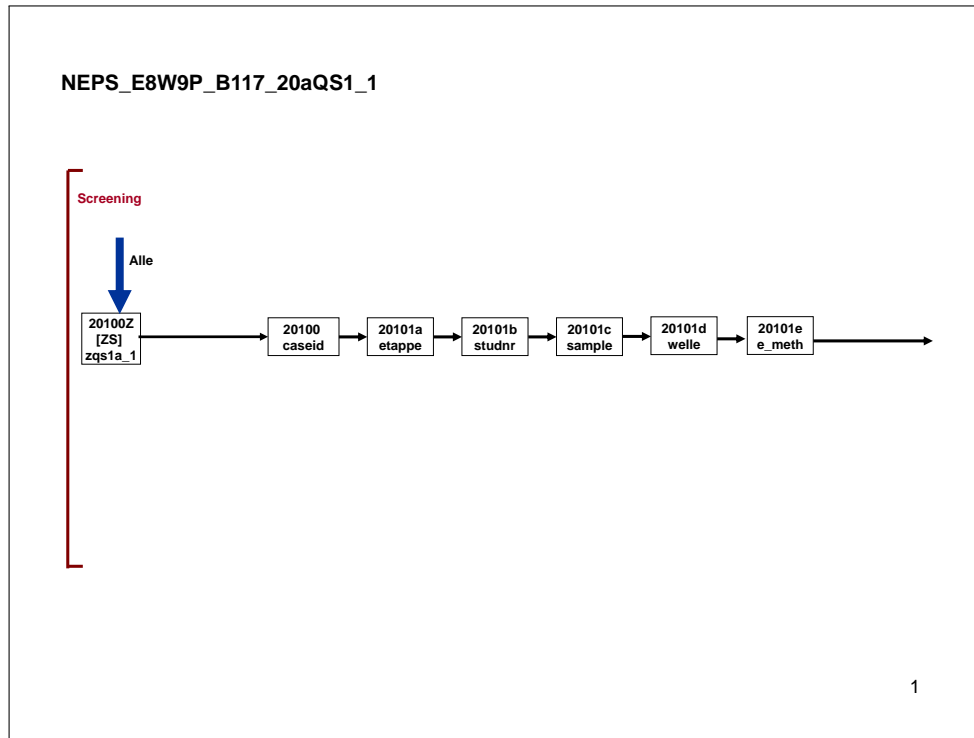 NEPS_E8W9P_B117_20aQS1_1
Screening
Alle
20100Z
[ZS]
zqs1a_1
20100
caseid
20101a
etappe
20101b
studnr
20101c
sample
20101d
welle
20101e
e_meth
1